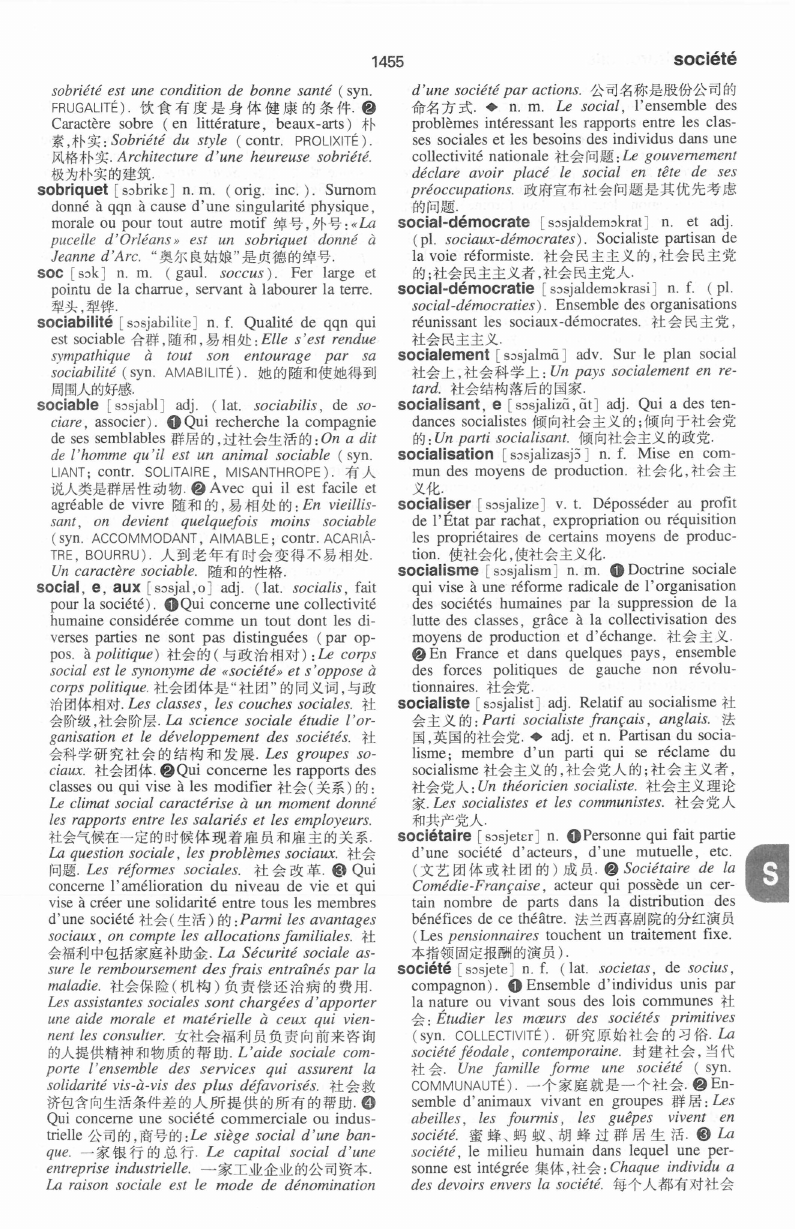 1455
société
sobriété est une condition de bonne santé (syn.
FRUGALITÉ). 饮食有度是身体健康的条件. ❷
Caractère sobre (en littérature, beaux-arts) 朴
素,朴实: Sobriété du style (contr. PROLIXITÉ).
风格朴实. Architecture d'une heureuse sobriété.
极为朴实的建筑.
sobriquet [sɔbrikɛ] n. m. (orig. inc.). Surnom
donné à qqn à cause d'une singularité physique,
morale ou pour tout autre motif 绰号,外号: «La
pucelle d'Orléans» est un sobriquet donné à
Jeanne d'Arc. “奥尔良姑娘”是贞德的绰号.
soc [sɔk] n. m. (gaul. soccus). Fer large et
pointu de la charrue, servant à labourer la terre.
犁头,犁铧.
sociabilité [sɔsjabilite] n. f. Qualité de qqn qui
est sociable 合群,随和,易相处: Elle s'est rendue
sympathique à tout son entourage par sa
sociabilité (syn. AMABILITÉ). 她的随和使她得到
周围人的好感.
sociable [sɔsjabl] adj. (lat. sociabilis, de so-
ciare, associer). ❶ Qui recherche la compagnie
de ses semblables 群居的,过社会生活的: On a dit
de l'homme qu'il est un animal sociable (syn.
LIANT; contr. SOLITAIRE, MISANTHROPE). 有人
说人类是群居性动物. ❷ Avec qui il est facile et
agréable de vivre 随和的,易相处的: En vieillis-
sant, on devient quelquefois moins sociable
(syn. ACCOMMODANT, AIMABLE; contr. ACARIÂ-
TRE, BOURRU). 人到老年有时会变得不易相处.
Un caractère sociable. 随和的性格.
social, e, aux [sɔsjal,o] adj. (lat. socialis, fait
pour la société). ❶ Qui concerne une collectivité
humaine considérée comme un tout dont les di-
verses parties ne sont pas distinguées (par op-
pos. à politique) 社会的(与政治相对): Le corps
social est le synonyme de «société» et s'oppose à
corps politique. 社会团体是“社团”的同义词,与政
治团体相对. Les classes, les couches sociales. 社
会阶级,社会阶层. La science sociale étudie l'or-
ganisation et le développement des sociétés. 社
会科学研究社会的结构和发展. Les groupes so-
ciaux. 社会团体. ❷ Qui concerne les rapports des
classes ou qui vise à les modifier 社会(关系)的:
Le climat social caractérise à un moment donné
les rapports entre les salariés et les employeurs.
社会气候在一定的时候体现着雇员和雇主的关系.
La question sociale, les problèmes sociaux. 社会
问题. Les réformes sociales. 社会改革. ❸ Qui
concerne l'amélioration du niveau de vie et qui
vise à créer une solidarité entre tous les membres
d'une société 社会(生活)的: Parmi les avantages
sociaux, on compte les allocations familiales. 社
会福利中包括家庭补助金. La Sécurité sociale as-
sure le remboursement des frais entraînés par la
maladie. 社会保险(机构)负责偿还治病的费用.
Les assistantes sociales sont chargées d'apporter
une aide morale et matérielle à ceux qui vien-
nent les consulter. 女社会福利员负责向前来咨询
的人提供精神和物质的帮助. L'aide sociale com-
porte l'ensemble des services qui assurent la
solidarité vis-à-vis des plus défavorisés. 社会救
济包含向生活条件差的人所提供的所有的帮助. ❹
Qui concerne une société commerciale ou indus-
trielle 公司的,商号的: Le siège social d'une ban-
que. 一家银行的总行. Le capital social d'une
entreprise industrielle. 一家工业企业的公司资本.
La raison sociale est le mode de dénomination
d'une société par actions. 公司名称是股份公司的
命名方式. ◆ n. m. Le social, l'ensemble des
problèmes intéressant les rapports entre les clas-
ses sociales et les besoins des individus dans une
collectivité nationale 社会问题: Le gouvernement
déclare avoir placé le social en tête de ses
préoccupations. 政府宣布社会问题是其优先考虑
的问题.
social-démocrate [sɔsjaldemɔkrat] n. et adj.
(pl. sociaux-démocrates). Socialiste partisan de
la voie réformiste. 社会民主主义的,社会民主党
的;社会民主主义者,社会民主党人.
social-démocratie [sɔsjaldemɔkrasi] n. f. (pl.
social-démocraties). Ensemble des organisations
réunissant les sociaux-démocrates. 社会民主党,
社会民主主义.
socialement [sɔsjalmɑ̃] adv. Sur le plan social
社会上,社会科学上: Un pays socialement en re-
tard. 社会结构落后的国家.
socialisant, e [sɔsjalizɑ̃, ɑ̃t] adj. Qui a des ten-
dances socialistes 倾向社会主义的;倾向于社会党
的: Un parti socialisant. 倾向社会主义的政党.
socialisation [sɔsjalizasjɔ̃] n. f. Mise en com-
mun des moyens de production. 社会化,社会主
义化.
socialiser [sɔsjalize] v. t. Déposséder au profit
de l'État par rachat, expropriation ou réquisition
les propriétaires de certains moyens de produc-
tion. 使社会化,使社会主义化.
socialisme [sɔsjalism] n. m. ❶ Doctrine sociale
qui vise à une réforme radicale de l'organisation
des sociétés humaines par la suppression de la
lutte des classes, grâce à la collectivisation des
moyens de production et d'échange. 社会主义.
❷ En France et dans quelques pays, ensemble
des forces politiques de gauche non révolu-
tionnaires. 社会党.
socialiste [sɔsjalist] adj. Relatif au socialisme 社
会主义的: Parti socialiste français, anglais. 法
国,英国的社会党. ◆ adj. et n. Partisan du socia-
lisme; membre d'un parti qui se réclame du
socialisme 社会主义的,社会党人的;社会主义者,
社会党人: Un théoricien socialiste. 社会主义理论
家. Les socialistes et les communistes. 社会党人
和共产党人.
sociétaire [sɔsjetɛr] n. ❶ Personne qui fait partie
d'une société d'acteurs, d'une mutuelle, etc.
(文艺团体或社团的)成员. ❷ Sociétaire de la
Comédie-Française, acteur qui possède un cer-
tain nombre de parts dans la distribution des
bénéfices de ce théâtre. 法兰西喜剧院的分红演员
(Les pensionnaires touchent un traitement fixe.
本指领固定报酬的演员).
société [sɔsjete] n. f. (lat. societas, de socius,
compagnon). ❶ Ensemble d'individus unis par
la nature ou vivant sous des lois communes 社
会: Étudier les mœurs des sociétés primitives
(syn. COLLECTIVITÉ). 研究原始社会的习俗. La
société féodale, contemporaine. 封建社会,当代
社会. Une famille forme une société (syn.
COMMUNAUTÉ). 一个家庭就是一个社会. ❷ En-
semble d'animaux vivant en groupes 群居: Les
abeilles, les fourmis, les guêpes vivent en
société. 蜜蜂、蚂蚁、胡蜂过群居生活. ❸ La
société, le milieu humain dans lequel une per-
sonne est intégrée 集体,社会: Chaque individu a
des devoirs envers la société. 每个人都有对社会
S